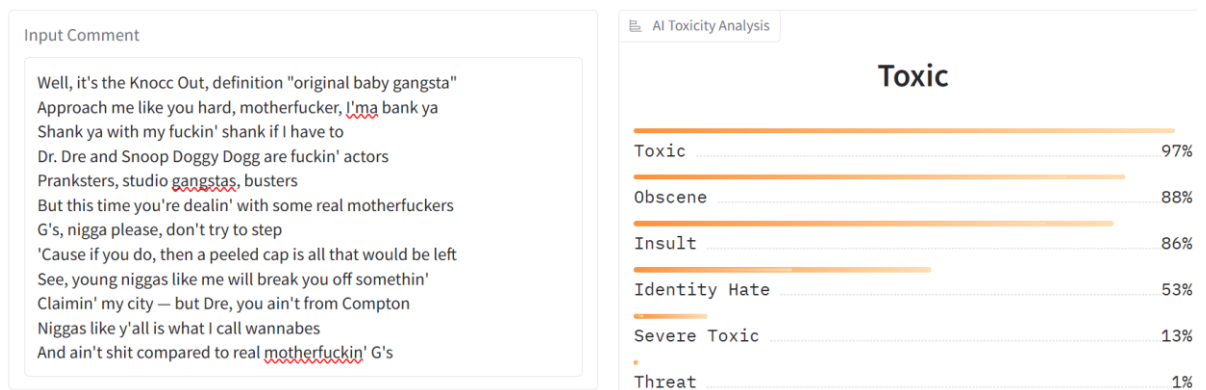 Input Comment
Well, it's the Knocc Out, definition "original baby gangsta"
Approach me like you hard, motherfucker, I'ma bank ya
Shank ya with my fuckin' shank if I have to
Dr. Dre and Snoop Doggy Dogg are fuckin' actors
Pranksters, studio gangstas, busters
But this time you're dealin' with some real motherfuckers
G's, nigga please, don't try to step
'Cause if you do, then a peeled cap is all that would be left
See, young niggas like me will break you off somethin'
Claimin' my city — but Dre, you ain't from Compton
Niggas like y'all is what I call wannabes
And ain't shit compared to real motherfuckin' G's
AI Toxicity Analysis
Toxic
Toxic 97%
Obscene 88%
Insult 86%
Identity Hate 53%
Severe Toxic 13%
Threat 1%